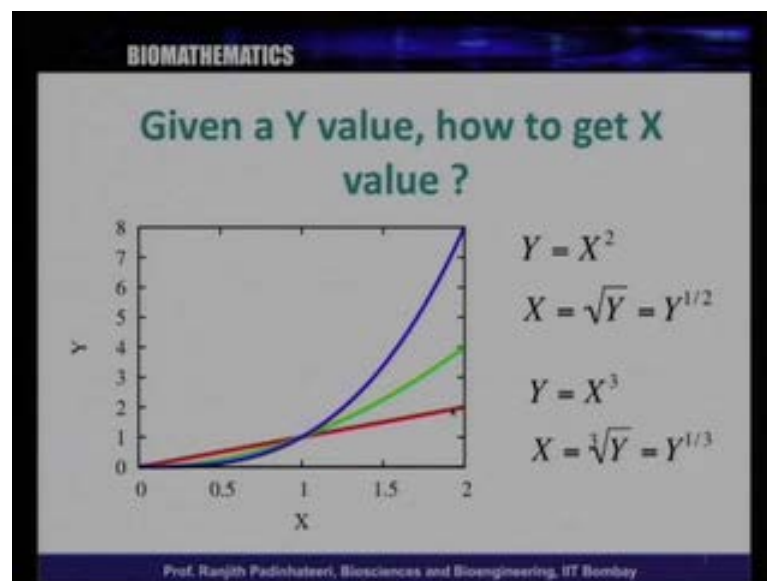 BIOMATHEMATICS
Given a Y value, how to get X
value ?
8
7
6
5
4
3
2
1
0
Y
0 0.5 1 1.5 2
X
Y = X²
X = √Y = Y^{1/2}
Y = X³
X = ∛Y = Y^{1/3}
Prof. Ranjith Padinhateeri, Biosciences and Bioengineering, IIT Bombay